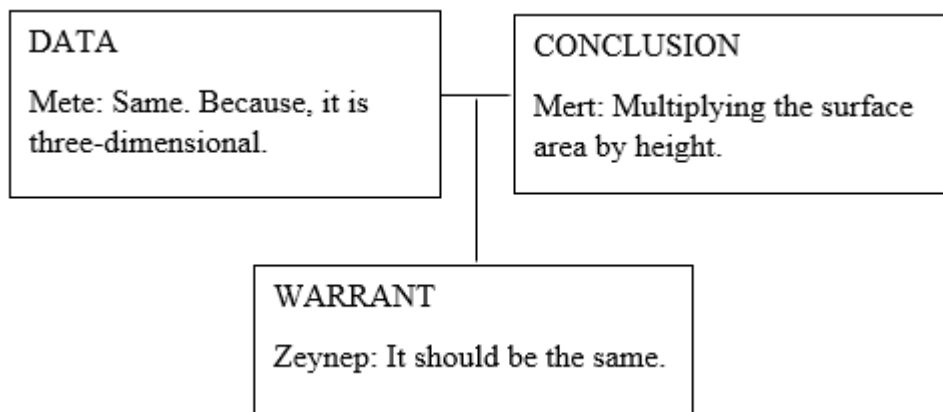 DATA
Mete: Same. Because, it is
three-dimensional.
CONCLUSION
Mert: Multiplying the surface
area by height.
WARRANT
Zeynep: It should be the same.